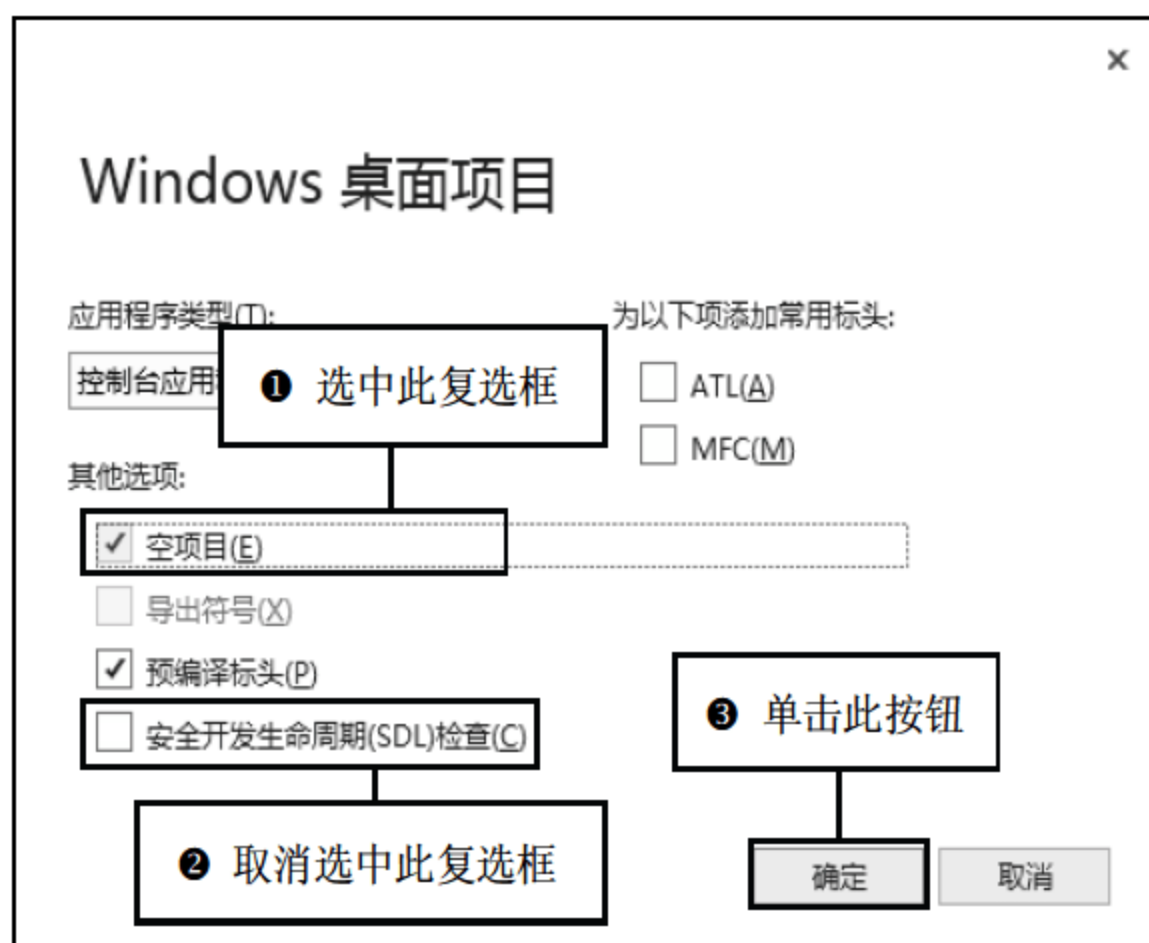 ×
Windows 桌面项目
应用程序类型(T):
控制台应用
❶ 选中此复选框
为以下项添加常用标头:
ATL(A)
MFC(M)
其他选项:
空项目(E)
导出符号(X)
预编译标头(P)
安全开发生命周期(SDL)检查(C)
❸ 单击此按钮
❷ 取消选中此复选框
确定
取消